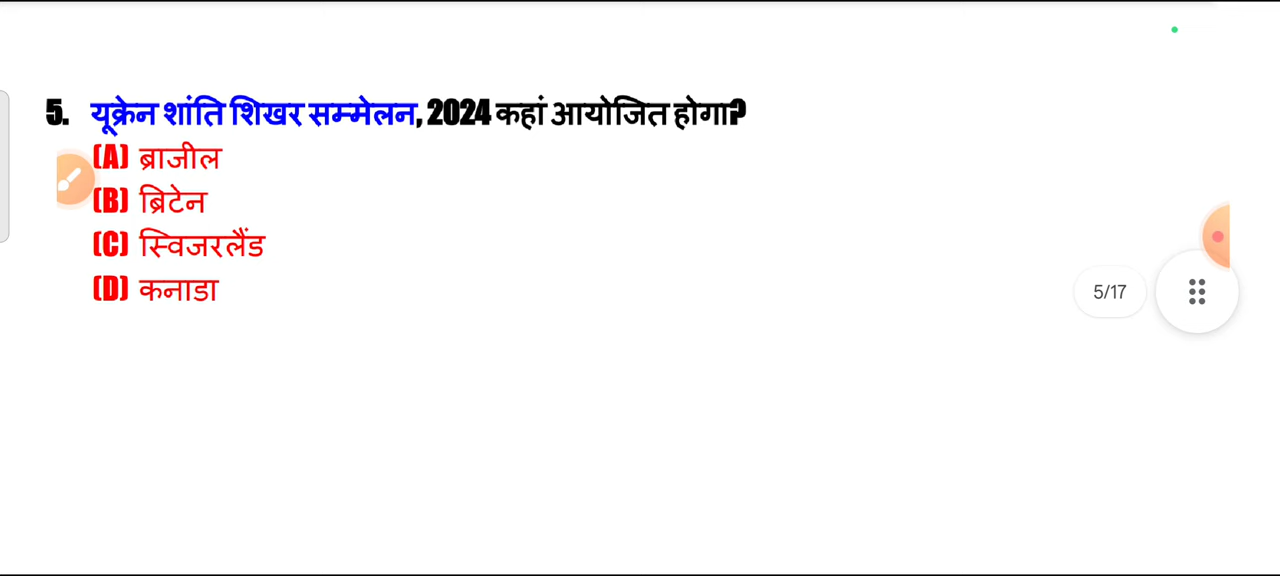 5. यूक्रेन शांति शिखर सम्मेलन, 2024 कहां आयोजित होगा?
(A) ब्राजील
(B) ब्रिटेन
(C) स्विजरलैंड
(D) कनाडा
5/17